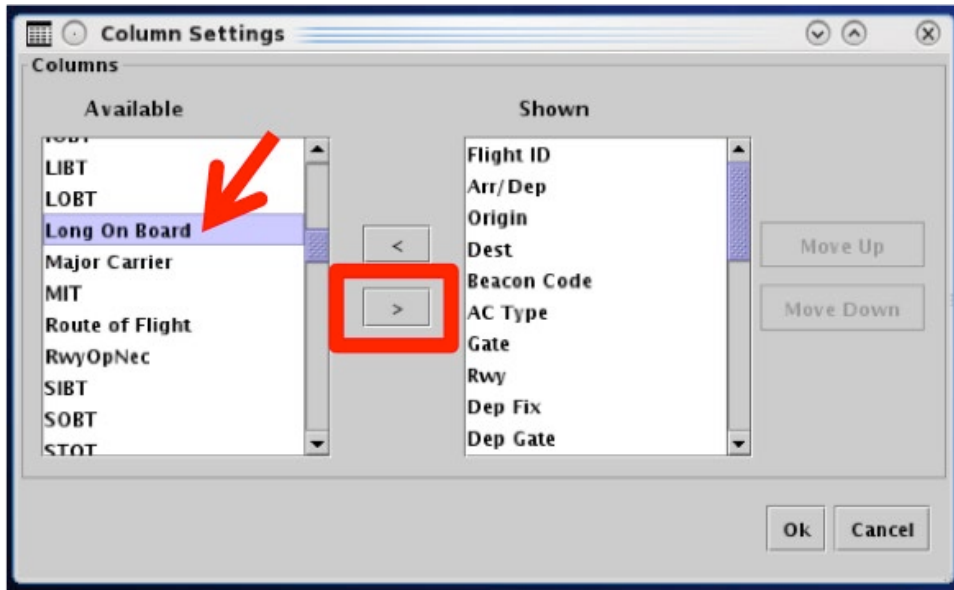 Column Settings
Columns
Available
LIBT
LOBT
Long On Board
Major Carrier
MIT
Route of Flight
RwyOpNec
SIBT
SOBT
STOT
<
>
Shown
Flight ID
Arr/Dep
Origin
Dest
Beacon Code
AC Type
Gate
Rwy
Dep Fix
Dep Gate
Move Up
Move Down
Ok
Cancel